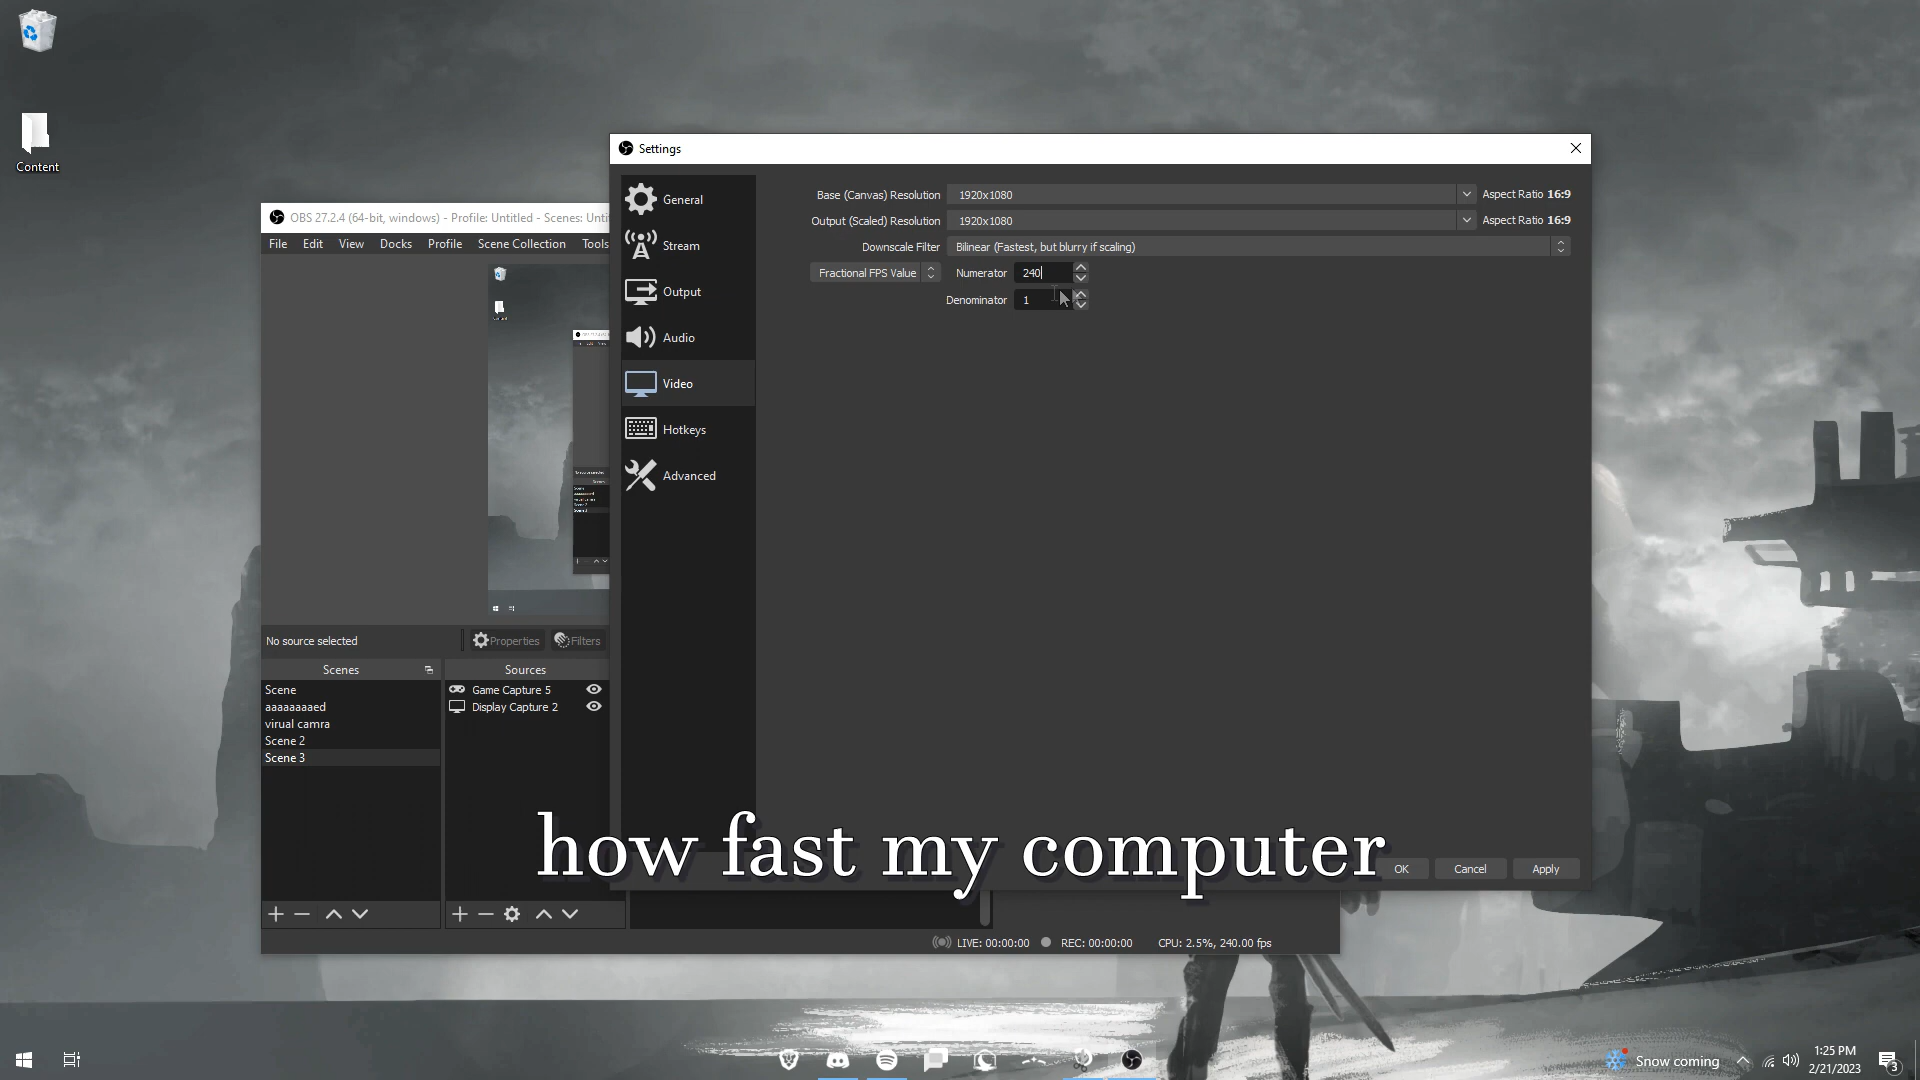 Content
OBS 27.2.4 (64-bit, windows) - Profile: Untitled - Scenes: Unti
File Edit View Docks Profile Scene Collection Tools
No source selected
Properties Filters
Scenes
Scene
aaaaaaaaed
virual camra
Scene 2
Scene 3
Sources
Game Capture 5
Display Capture 2
LIVE: 00:00:00 REC: 00:00:00 CPU: 2.5%, 240.00 fps
Settings
General
Stream
Output
Audio
Video
Hotkeys
Advanced
Base (Canvas) Resolution 1920x1080 Aspect Ratio 16:9
Output (Scaled) Resolution 1920x1080 Aspect Ratio 16:9
Downscale Filter Bilinear (Fastest, but blurry if scaling)
Fractional FPS Value Numerator 240
Denominator 1
OK Cancel Apply
how fast my computer
Snow coming
1:25 PM
2/21/2023
3